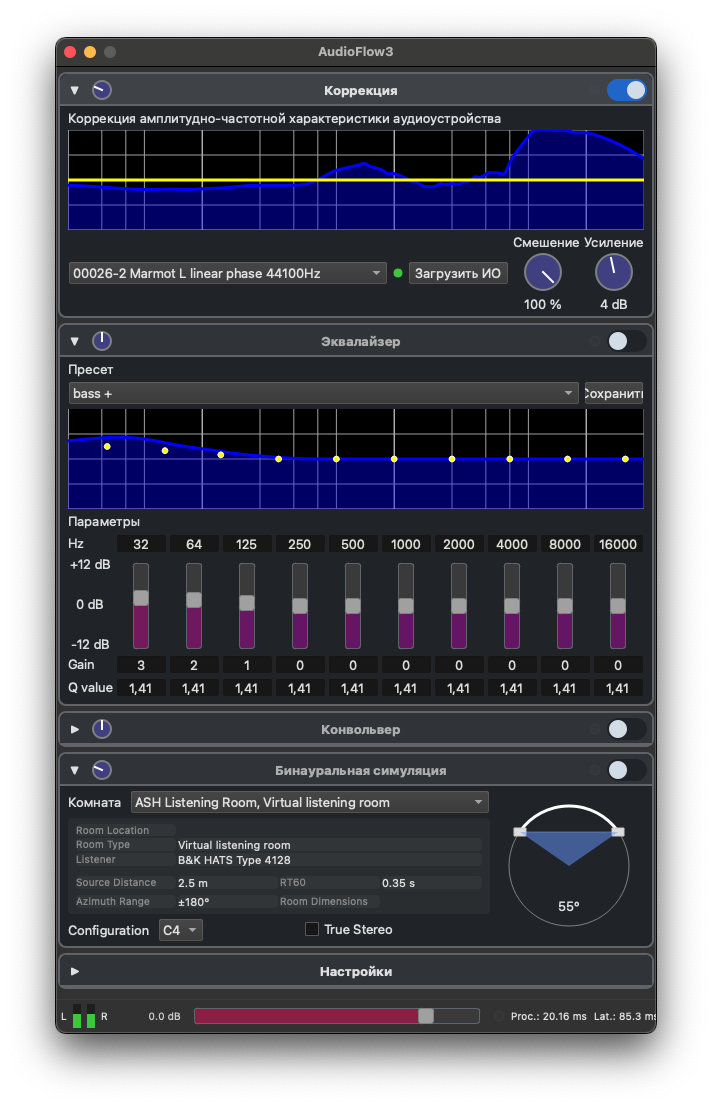 AudioFlow3
Коррекция
Коррекция амплитудно-частотной характеристики аудиоустройства
Смешение Усиление
00026-2 Marmot L linear phase 44100Hz Загрузить ИО
100 % 4 dB
Эквалайзер
Пресет
bass + Сохранить
Параметры
Hz 32 64 125 250 500 1000 2000 4000 8000 16000
+12 dB
0 dB
-12 dB
Gain 3 2 1 0 0 0 0 0 0 0
Q value 1,41 1,41 1,41 1,41 1,41 1,41 1,41 1,41 1,41 1,41
Конвольвер
Бинауральная симуляция
Комната ASH Listening Room, Virtual listening room
Room Location
Room Type Virtual listening room
Listener B&K HATS Type 4128
Source Distance 2.5 m RT60 0.35 s
Azimuth Range ±180° Room Dimensions
55°
Configuration C4 True Stereo
Настройки
L R 0.0 dB Proc.: 20.16 ms Lat.: 85.3 ms